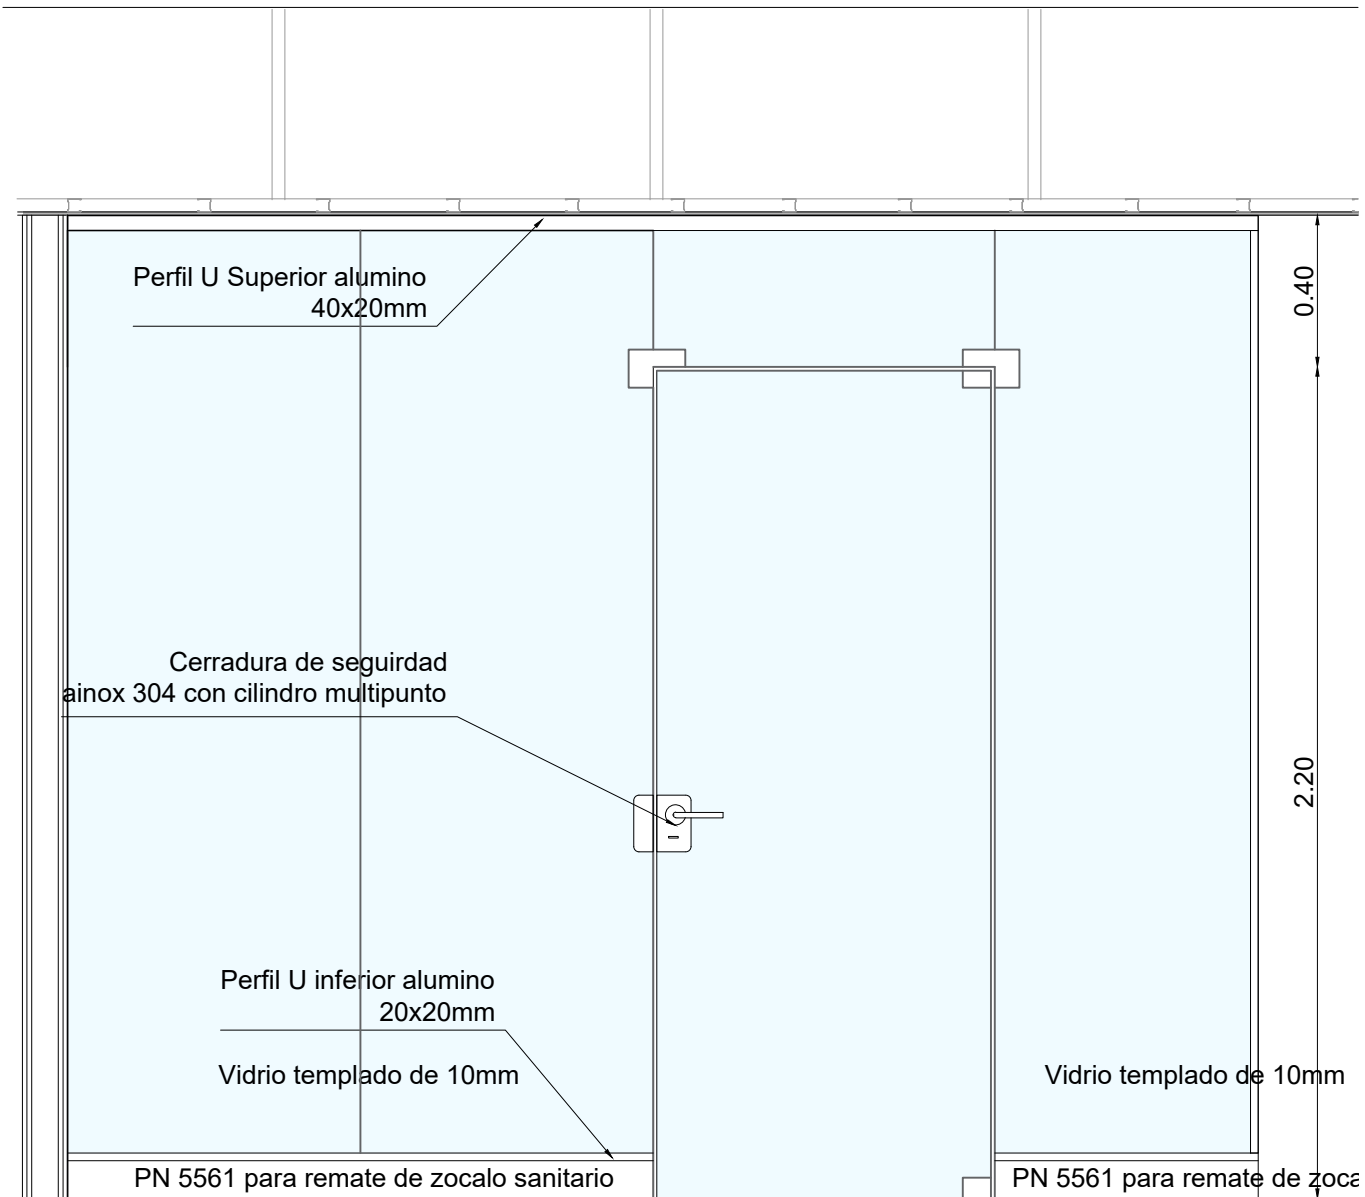 Perfil U Superior alumino
40x20mm
0.40
Cerradura de seguirdad
ainox 304 con cilindro multipunto
2.20
Perfil U inferior alumino
20x20mm
Vidrio templado de 10mm
Vidrio templado de 10mm
PN 5561 para remate de zocalo sanitario
PN 5561 para remate de zoca